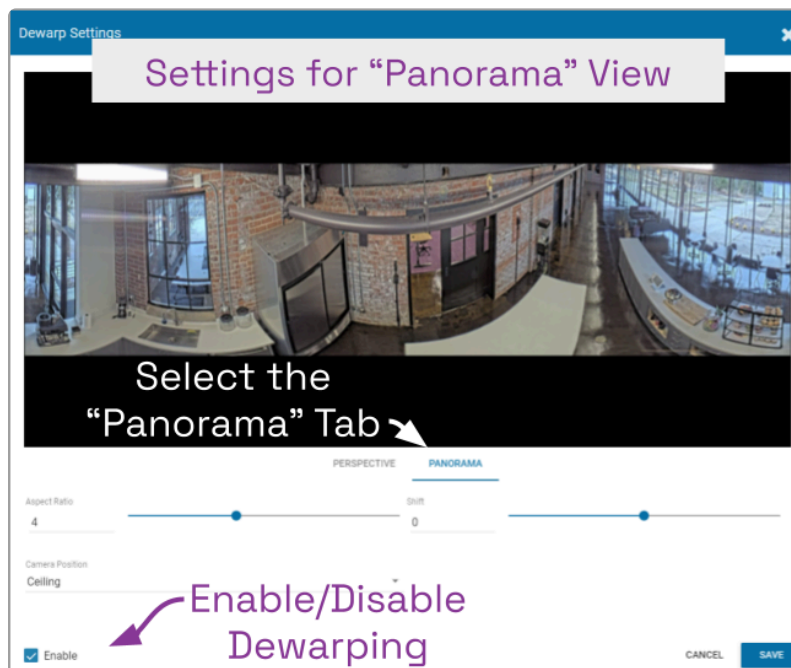 Dewarp Settings
Settings for “Panorama” View
Select the
“Panorama” Tab
PERSPECTIVE
PANORAMA
Aspect Ratio
4
Shift
0
Camera Position
Ceiling
Enable/Disable
Dewarping
Enable
CANCEL
SAVE